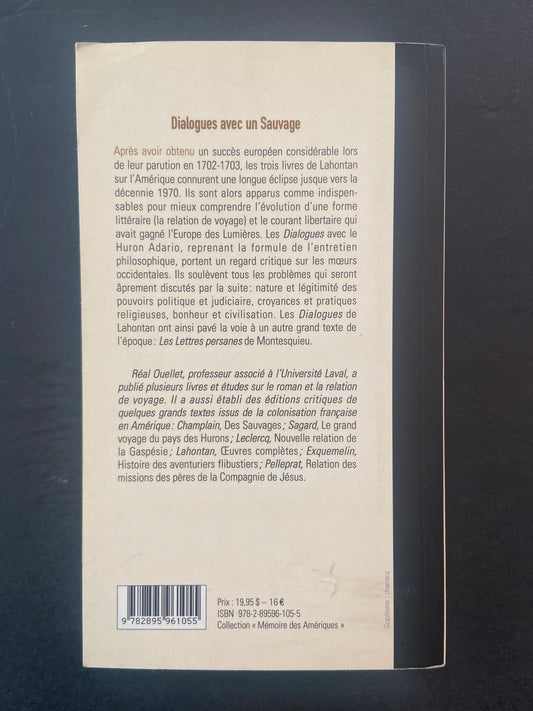 Dialogues avec un Sauvage
Après avoir obtenu un succès européen considérable lors
de leur parution en 1702-1703, les trois livres de Lahontan
sur l'Amérique connurent une longue éclipse jusque vers la
décennie 1970. Ils sont alors apparus comme indispen-
sables pour mieux comprendre l'évolution d'une forme
littéraire (la relation de voyage) et le courant libertaire qui
avait gagné l'Europe des Lumières. Les Dialogues avec le
Huron Adario, reprenant la formule de l'entretien
philosophique, portent un regard critique sur les mœurs
occidentales. Ils soulèvent tous les problèmes qui seront
âprement discutés par la suite : nature et légitimité des
pouvoirs politique et judiciaire, croyances et pratiques
religieuses, bonheur et civilisation. Les Dialogues de
Lahontan ont ainsi pavé la voie à un autre grand texte de
l'époque : Les Lettres persanes de Montesquieu.
Réal Ouellet, professeur associé à l'Université Laval, a
publié plusieurs livres et études sur le roman et la relation
de voyage. Il a aussi établi des éditions critiques de
quelques grands textes issus de la colonisation française
en Amérique : Champlain, Des Sauvages ; Sagard, Le grand
voyage du pays des Hurons ; Leclercq, Nouvelle relation de
la Gaspésie ; Lahontan, Œuvres complètes ; Exquemelin,
Histoire des aventuriers flibustiers ; Pelleprat, Relation des
missions des pères de la Compagnie de Jésus.
Graphisme : charruca
Prix : 19,95 $ – 16 €
ISBN 978-2-89596-105-5
Collection « Mémoire des Amériques »
9 782895 961055